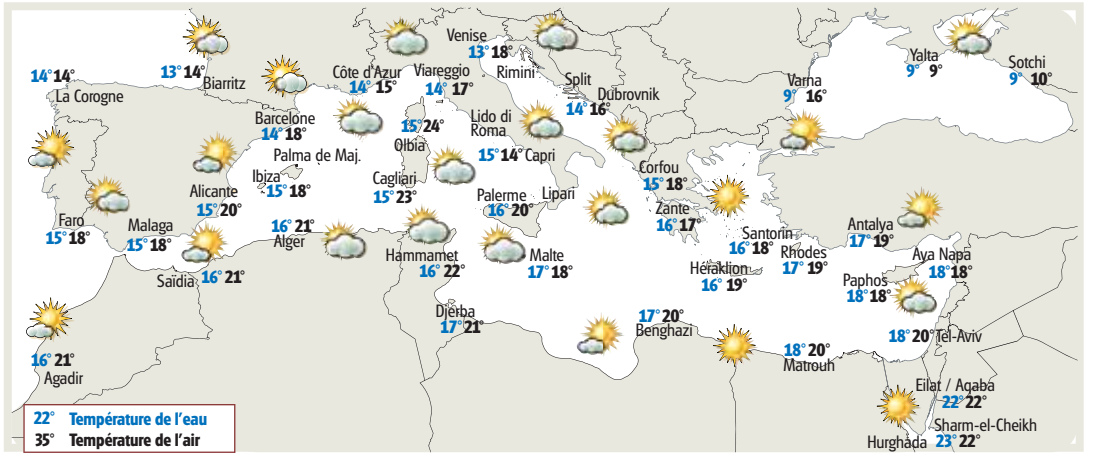 Venise
13° 18°
Rimini
Yalta
9° 9°
Sotchi
9° 10°
14° 14°
La Corogne
13° 14°
Biarritz
Côte d'Azur
14° 15°
Viareggio
14° 17°
Split
14° 16°
Dubrovnik
Varna
9° 16°
Barcelone
14° 18°
15° 24°
Olbia
Lido di
Roma
15° 14° Capri
Palma de Maj.
Ibiza
15° 18°
Cagliari
15° 23°
Corfou
15° 18°
Alicante
15° 20°
Palerme
16° 20°
Lipari
Zante
16° 17°
Faro
15° 18°
Malaga
15° 18°
16° 21°
Alger
Santorin
16° 18°
Antalya
17° 19°
Hammamet
16° 22°
Malte
17° 18°
Héraklion
16° 19°
Rhodes
17° 19°
Aya Napa
18° 18°
Saïdia 16° 21°
Paphos
18° 18°
Djerba
17° 21°
17° 20°
Benghazi
18° 20° Tel-Aviv
16° 21°
Agadir
18° 20°
Matrouh
Eilat / Aqaba
22° 22°
Sharm-el-Cheikh
Hurghada 23° 22°
22° Température de l'eau
35° Température de l'air